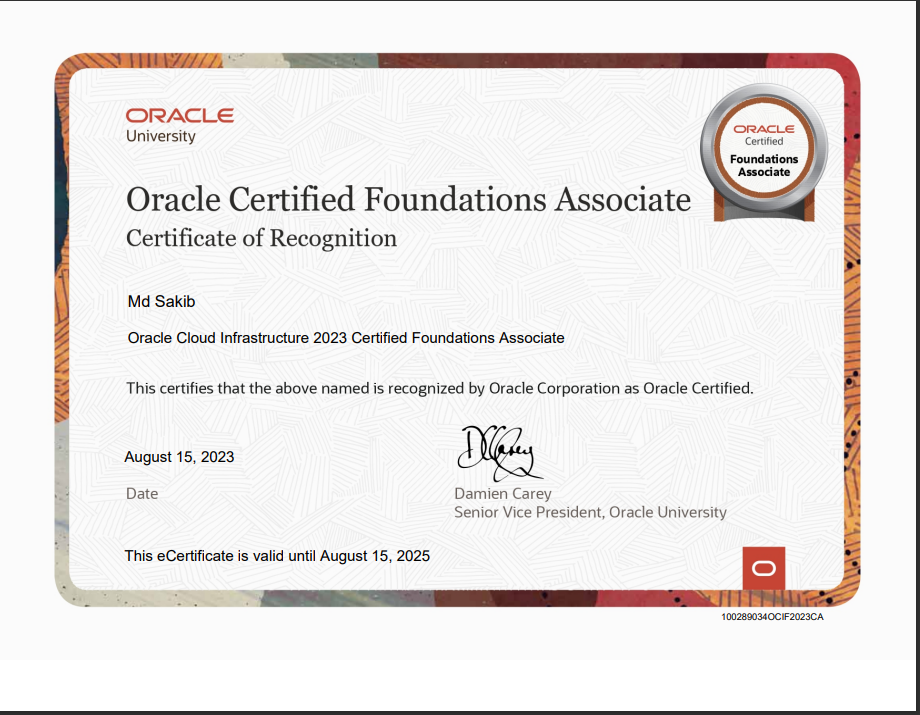 ORACLE
University
ORACLE
Certified
Foundations
Associate
Oracle Certified Foundations Associate
Certificate of Recognition
Md Sakib
Oracle Cloud Infrastructure 2023 Certified Foundations Associate
This certifies that the above named is recognized by Oracle Corporation as Oracle Certified.
August 15, 2023
Date
DCarey
Damien Carey
Senior Vice President, Oracle University
This eCertificate is valid until August 15, 2025
100289034OCIF2023CA